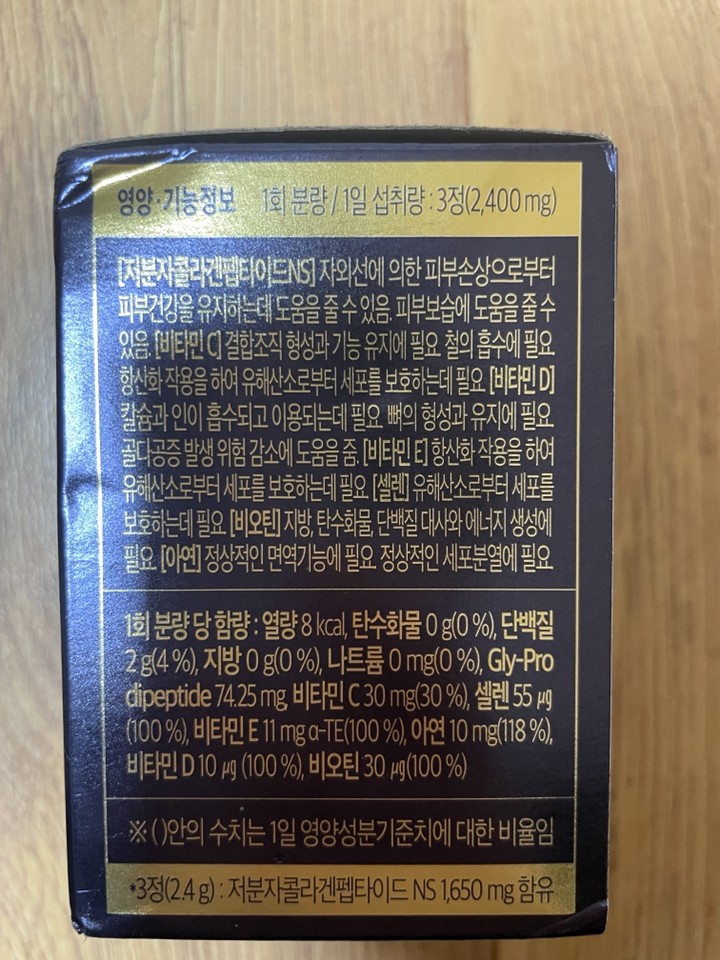 영양·기능정보 1회 분량 / 1일 섭취량 : 3정(2,400 mg)
[저분자콜라겐펩타이드NS] 자외선에 의한 피부손상으로부터
피부건강을 유지하는데 도움을 줄 수 있음. 피부보습에 도움을 줄 수
있음. [비타민 C] 결합조직 형성과 기능 유지에 필요 철의 흡수에 필요
항산화 작용을 하여 유해산소로부터 세포를 보호하는데 필요 [비타민 D]
칼슘과 인이 흡수되고 이용되는데 필요 뼈의 형성과 유지에 필요
골다공증 발생 위험 감소에 도움을 줌. [비타민 E] 항산화 작용을 하여
유해산소로부터 세포를 보호하는데 필요 [셀렌] 유해산소로부터 세포를
보호하는데 필요 [비오틴] 지방, 탄수화물, 단백질 대사와 에너지 생성에
필요 [아연] 정상적인 면역기능에 필요 정상적인 세포분열에 필요
1회 분량 당 함량 : 열량 8 kcal, 탄수화물 0 g(0 %), 단백질
2 g(4 %), 지방 0 g(0 %), 나트륨 0 mg(0 %), Gly-Pro
dipeptide 74.25 mg, 비타민 C 30 mg(30 %), 셀렌 55 ㎍
(100 %), 비타민 E 11 mg α-TE(100 %), 아연 10 mg(118 %),
비타민 D 10 ㎍ (100 %), 비오틴 30 ㎍(100 %)
※ ( )안의 수치는 1일 영양성분기준치에 대한 비율임
*3정(2.4 g) : 저분자콜라겐펩타이드 NS 1,650 mg 함유